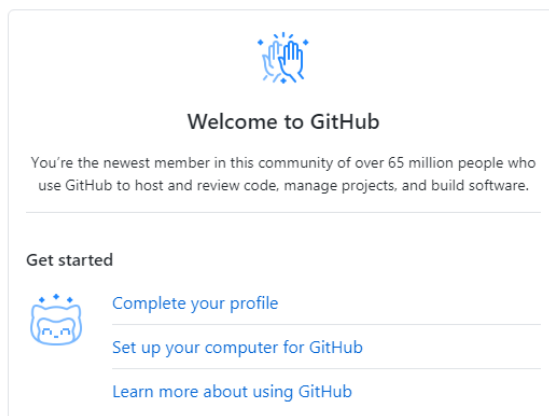 Welcome to GitHub
You're the newest member in this community of over 65 million people who
use GitHub to host and review code, manage projects, and build software.
Get started
Complete your profile
Set up your computer for GitHub
Learn more about using GitHub